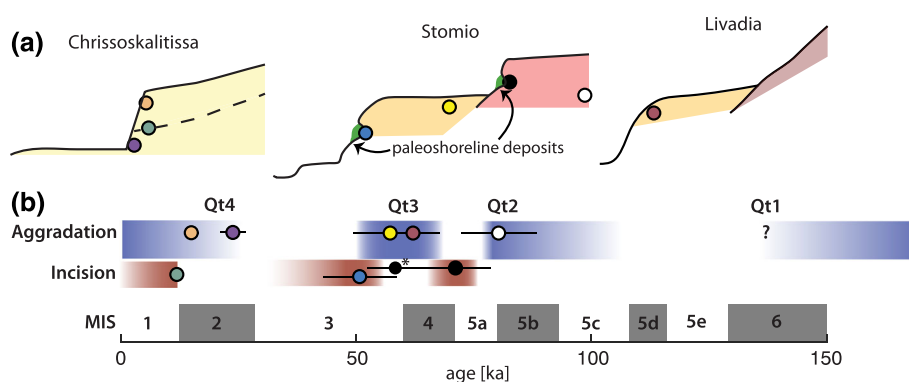 (a)
Chrissoskalitissa
Stomio
Livadia
paleoshoreline deposits
(b)
Qt4
Qt3
Qt2
Qt1
Aggradation
?
Incision
*
MIS
1
2
3
4
5a
5b
5c
5d
5e
6
0
50
100
150
age [ka]